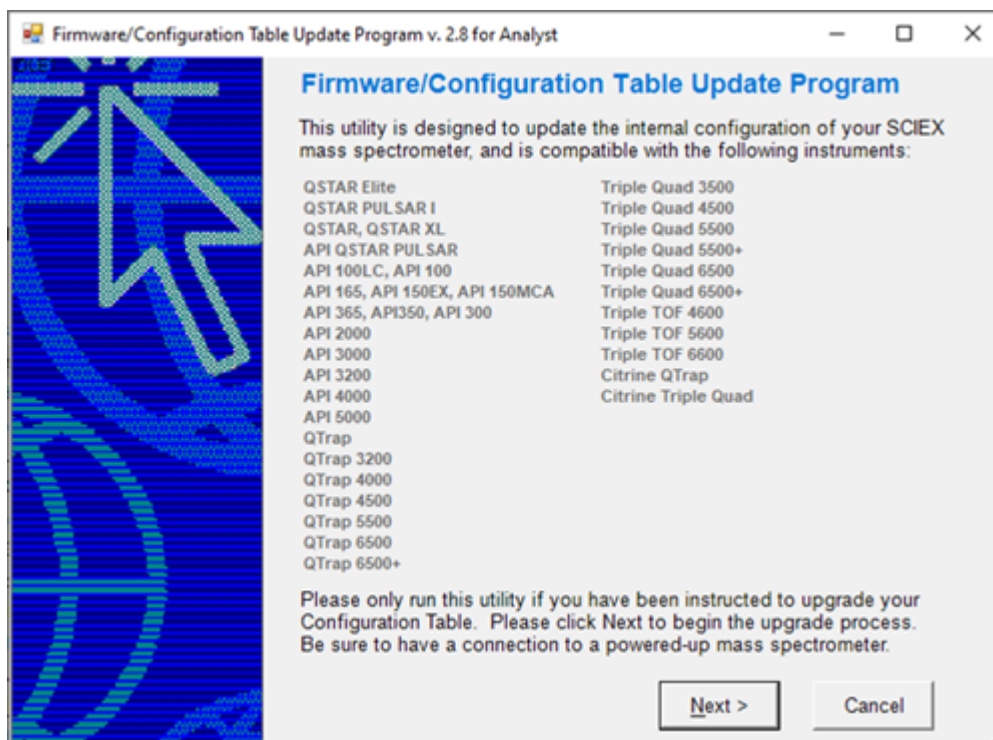 Firmware/Configuration Table Update Program v. 2.8 for Analyst
Firmware/Configuration Table Update Program
This utility is designed to update the internal configuration of your SCIEX
mass spectrometer, and is compatible with the following instruments:
QSTAR Elite
QSTAR PULSAR I
QSTAR, QSTAR XL
API QSTAR PULSAR
API 100LC, API 100
API 165, API 150EX, API 150MCA
API 365, API350, API 300
API 2000
API 3000
API 3200
API 4000
API 5000
QTrap
QTrap 3200
QTrap 4000
QTrap 4500
QTrap 5500
QTrap 6500
QTrap 6500+
Triple Quad 3500
Triple Quad 4500
Triple Quad 5500
Triple Quad 5500+
Triple Quad 6500
Triple Quad 6500+
Triple TOF 4600
Triple TOF 5600
Triple TOF 6600
Citrine QTrap
Citrine Triple Quad
Please only run this utility if you have been instructed to upgrade your
Configuration Table.  Please click Next to begin the upgrade process.
Be sure to have a connection to a powered-up mass spectrometer.
Next >
Cancel